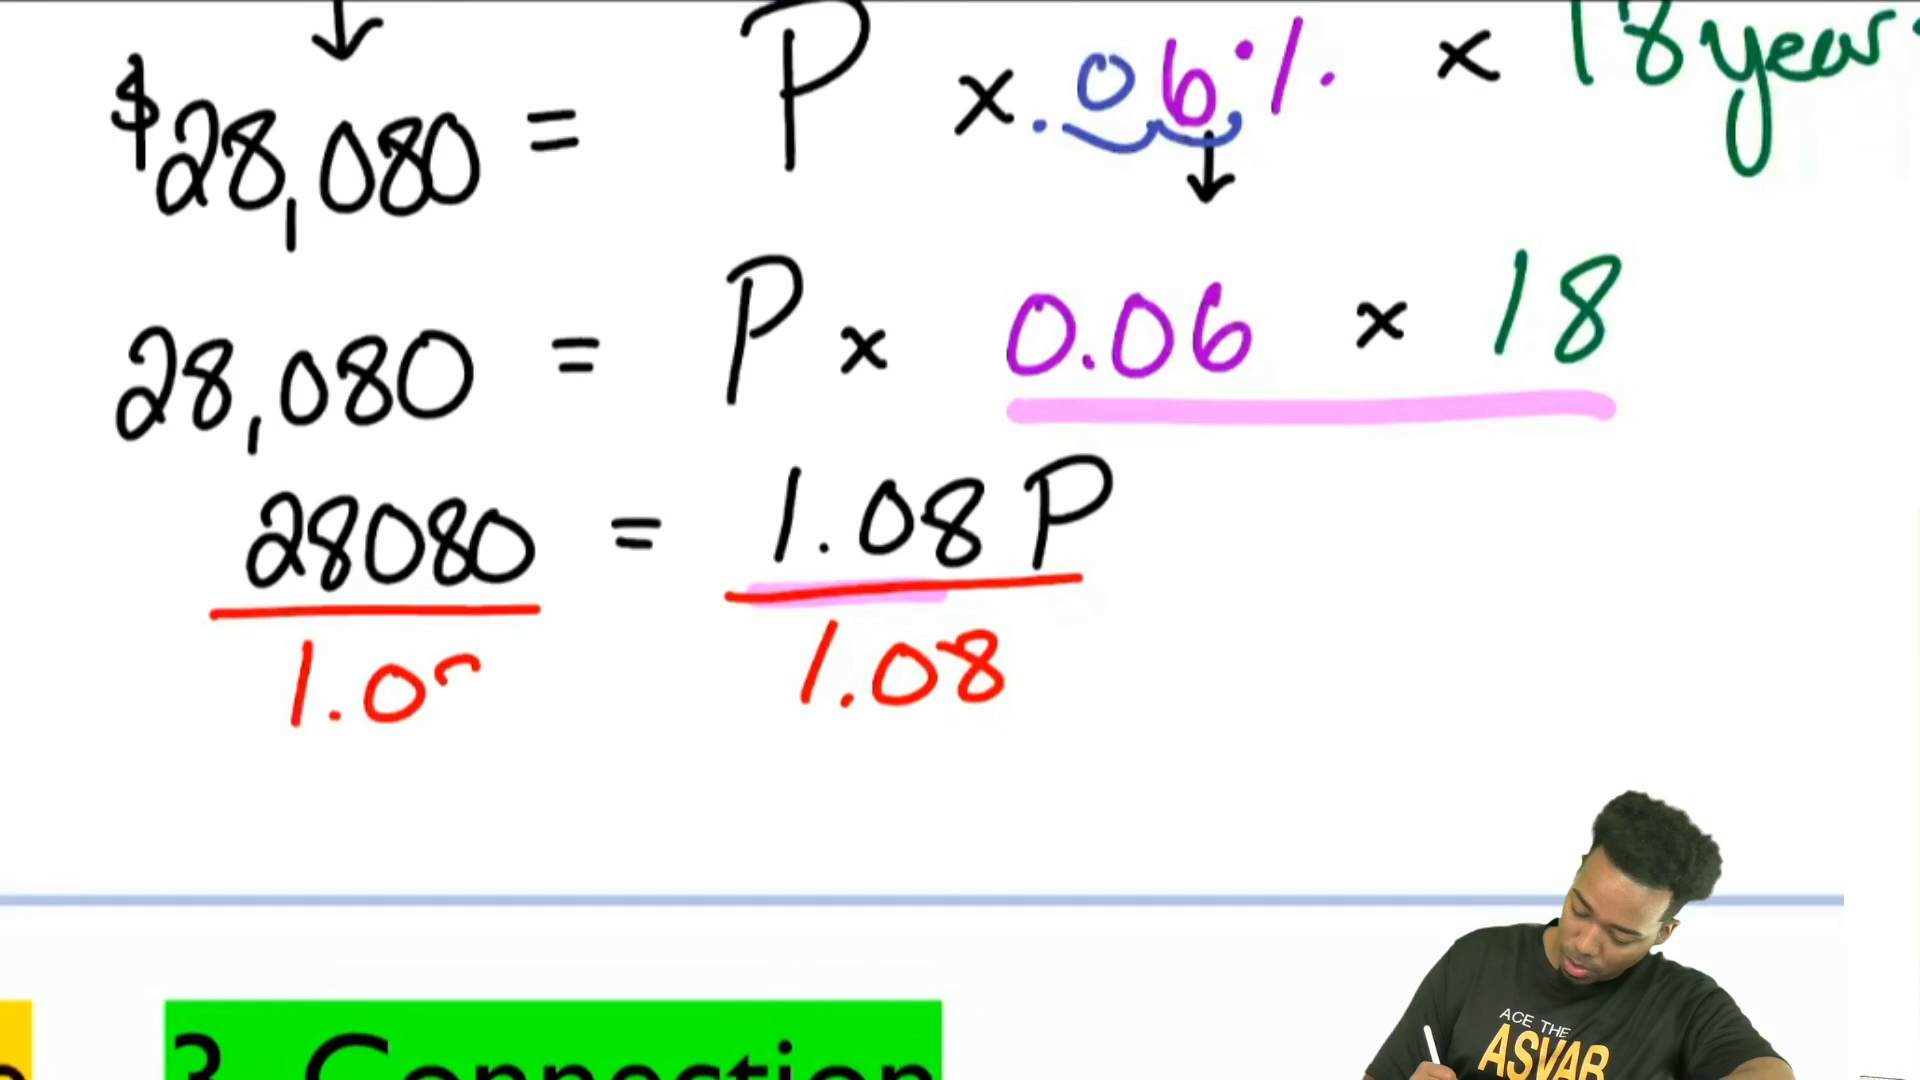 $28,080 = P × .06% × 18 year
28,080 = P × 0.06 × 18
28080 = 1.08 P
1.0 1.08
3. Connection
ACE THE
ASVAB